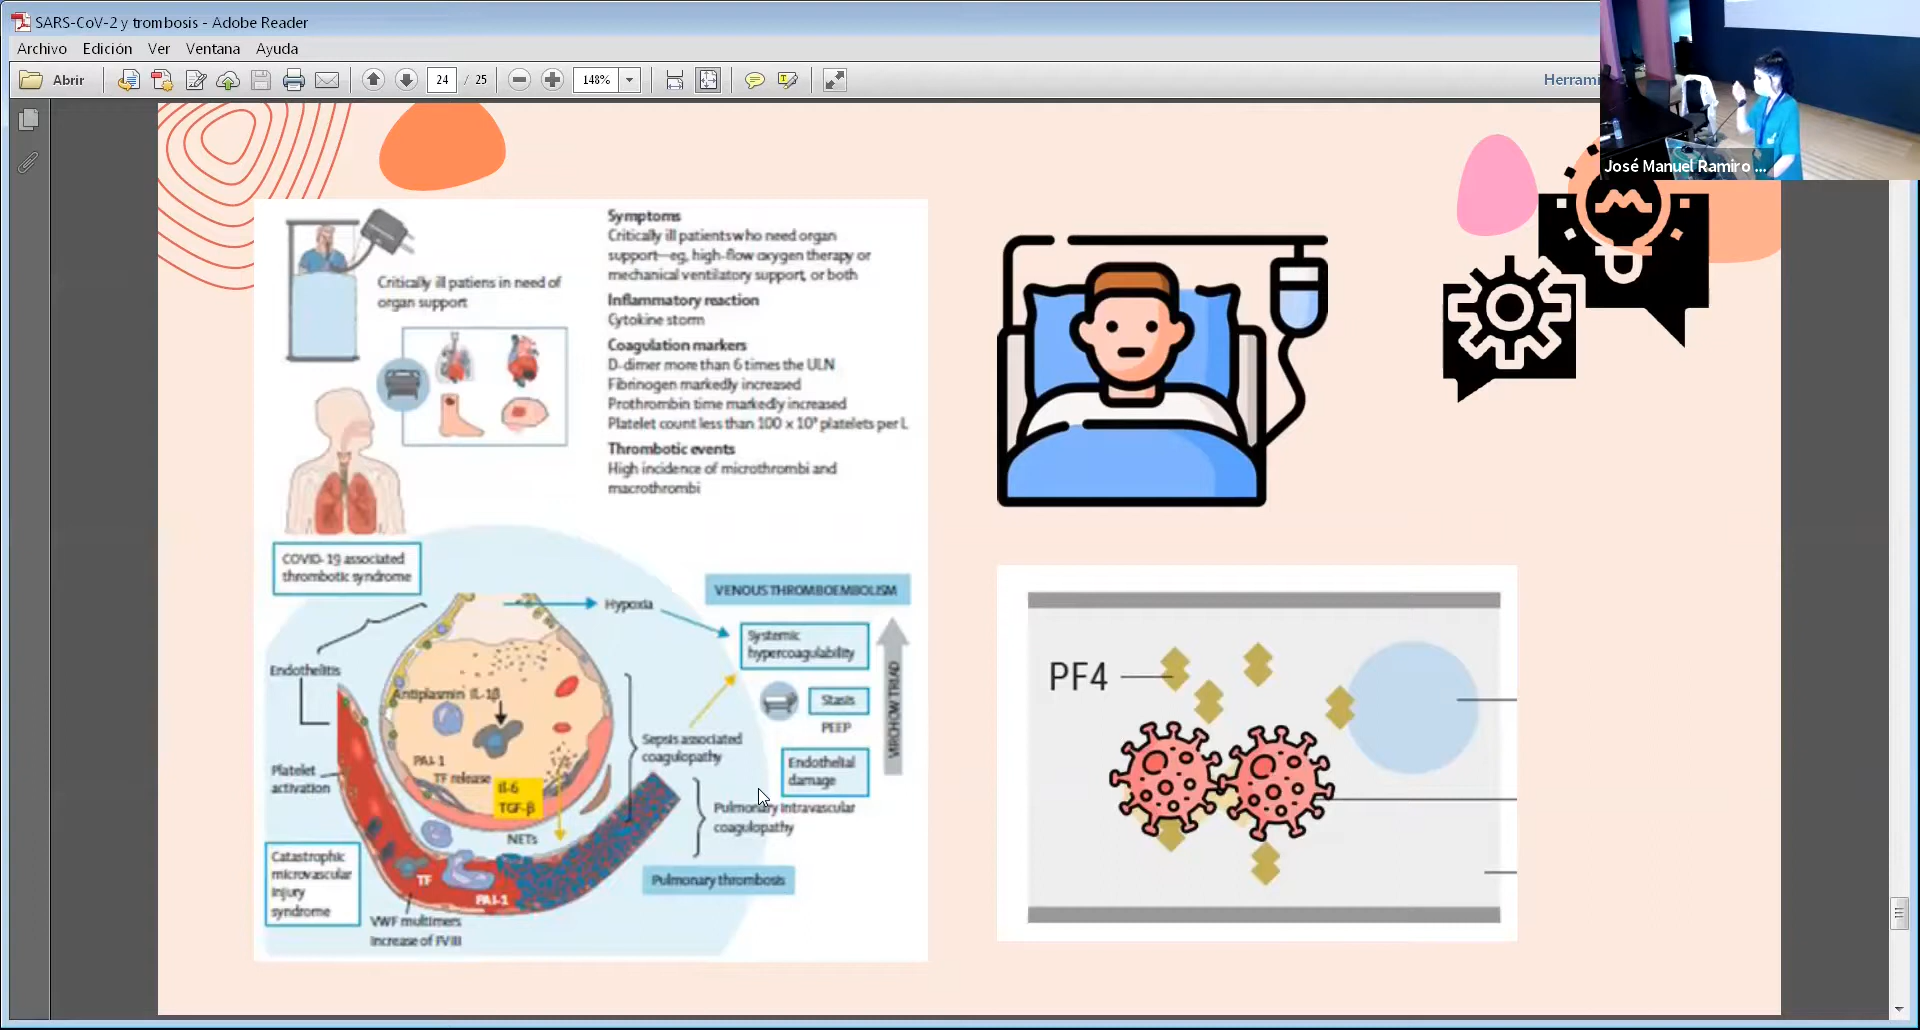 SARS-CoV-2 y trombosis - Adobe Reader
Archivo Edición Ver Ventana Ayuda
Abrir 24 / 25 148% Herrami
José Manuel Ramiro ...
Critically ill patiens in need of
organ support
Symptoms
Critically ill patients who need organ
support—eg, high-flow oxygen therapy or
mechanical ventilatory support, or both
Inflammatory reaction
Cytokine storm
Coagulation markers
D-dimer more than 6 times the ULN
Fibrinogen markedly increased
Prothrombin time markedly increased
Platelet count less than 100 x 10⁹ platelets per L
Thrombotic events
High incidence of microthrombi and
macrothrombi
COVID-19 associated
thrombotic syndrome
Hypoxia
VENOUS THROMBOEMBOLISM
Systemic
hypercoagulability
Stasis
PEEP
Endothelial
damage
VIRCHOW TRIAD
Endothelitis
Antiplasmin IL-1β
PAI-1
TF release
Il-6
TGF-β
NETs
Sepsis associated
coagulopathy
Platelet
activation
Pulmonary intravascular
coagulopathy
Pulmonary thrombosis
Catastrophic
microvascular
injury
syndrome
TF
PAI-1
VWF multimers
Increase of FVIII
PF4